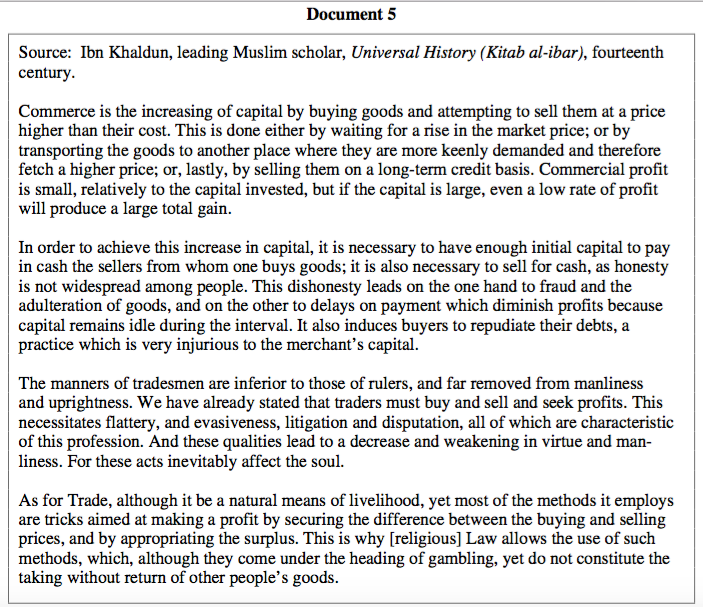 Document 5
Source: Ibn Khaldun, leading Muslim scholar, Universal History (Kitab al-ibar), fourteenth
century.
Commerce is the increasing of capital by buying goods and attempting to sell them at a price
higher than their cost. This is done either by waiting for a rise in the market price; or by
transporting the goods to another place where they are more keenly demanded and therefore
fetch a higher price; or, lastly, by selling them on a long-term credit basis. Commercial profit
is small, relatively to the capital invested, but if the capital is large, even a low rate of profit
will produce a large total gain.
In order to achieve this increase in capital, it is necessary to have enough initial capital to pay
in cash the sellers from whom one buys goods; it is also necessary to sell for cash, as honesty
is not widespread among people. This dishonesty leads on the one hand to fraud and the
adulteration of goods, and on the other to delays on payment which diminish profits because
capital remains idle during the interval. It also induces buyers to repudiate their debts, a
practice which is very injurious to the merchant's capital.
The manners of tradesmen are inferior to those of rulers, and far removed from manliness
and uprightness. We have already stated that traders must buy and sell and seek profits. This
necessitates flattery, and evasiveness, litigation and disputation, all of which are characteristic
of this profession. And these qualities lead to a decrease and weakening in virtue and man-
liness. For these acts inevitably affect the soul.
As for Trade, although it be a natural means of livelihood, yet most of the methods it employs
are tricks aimed at making a profit by securing the difference between the buying and selling
prices, and by appropriating the surplus. This is why [religious] Law allows the use of such
methods, which, although they come under the heading of gambling, yet do not constitute the
taking without return of other people's goods.